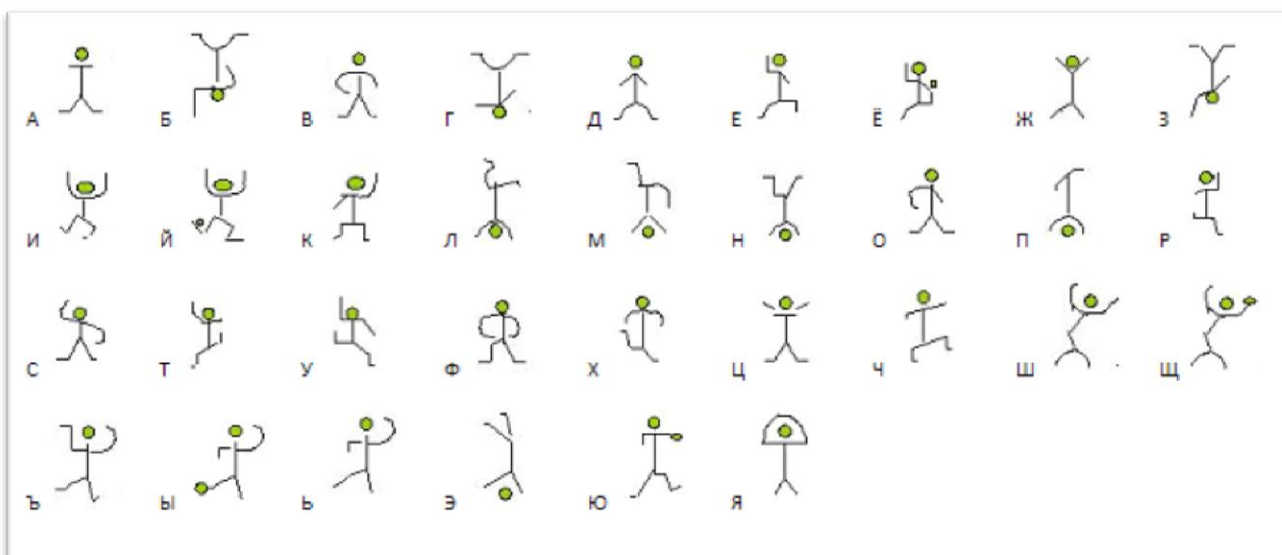 А Б В Г Д Е Ё Ж З
И Й К Л М Н О П Р
С Т У Ф Х Ц Ч Ш Щ
Ъ Ы Ь Э Ю Я